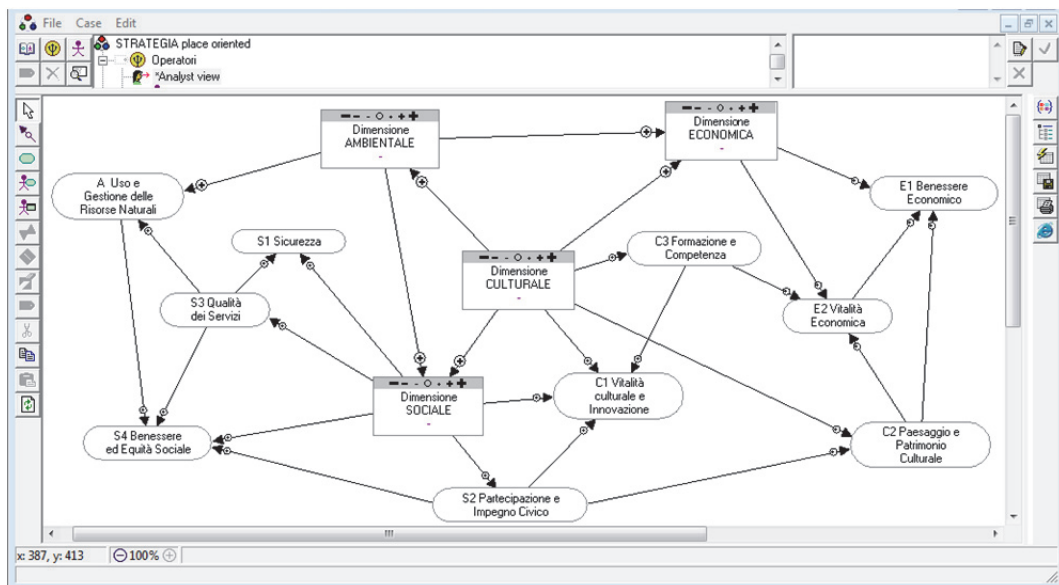 File Case Edit
STRATEGIA place oriented
Operatori
*Analyst view
Dimensione
AMBIENTALE
Dimensione
ECONOMICA
A Uso e
Gestione delle
Risorse Naturali
E1 Benessere
Economico
S1 Sicurezza
C3 Formazione e
Competenza
Dimensione
CULTURALE
S3 Qualità
dei Servizi
E2 Vitalità
Economica
Dimensione
SOCIALE
C1 Vitalità
culturale e
Innovazione
S4 Benessere
ed Equità Sociale
C2 Paesaggio e
Patrimonio
Culturale
S2 Partecipazione e
Impegno Civico
x: 387, y: 413 100%